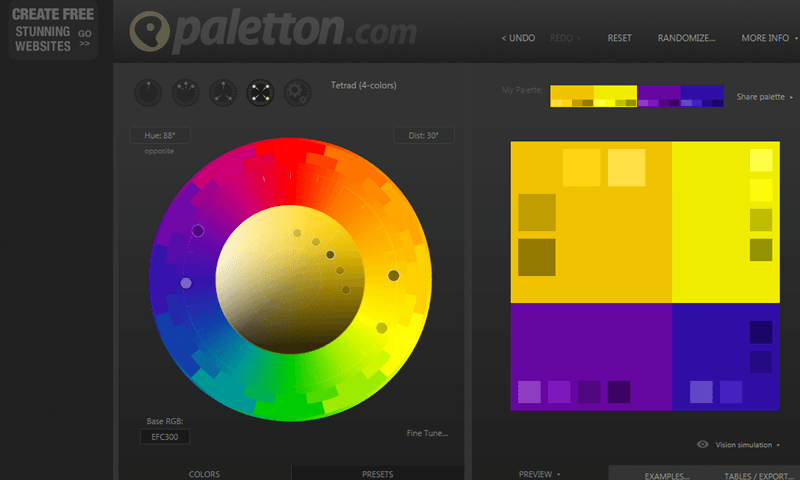 CREATE FREE
STUNNING
WEBSITES
GO
>>
paletton.com
< UNDO
REDO >
RESET
RANDOMIZE...
MORE INFO
Tetrad (4-colors)
My Palette:
Share palette
Hue: 88°
opposite
Dist: 30°
Base RGB:
EFC300
Fine Tune...
Vision simulation
COLORS
PRESETS
PREVIEW
EXAMPLES...
TABLES / EXPORT...